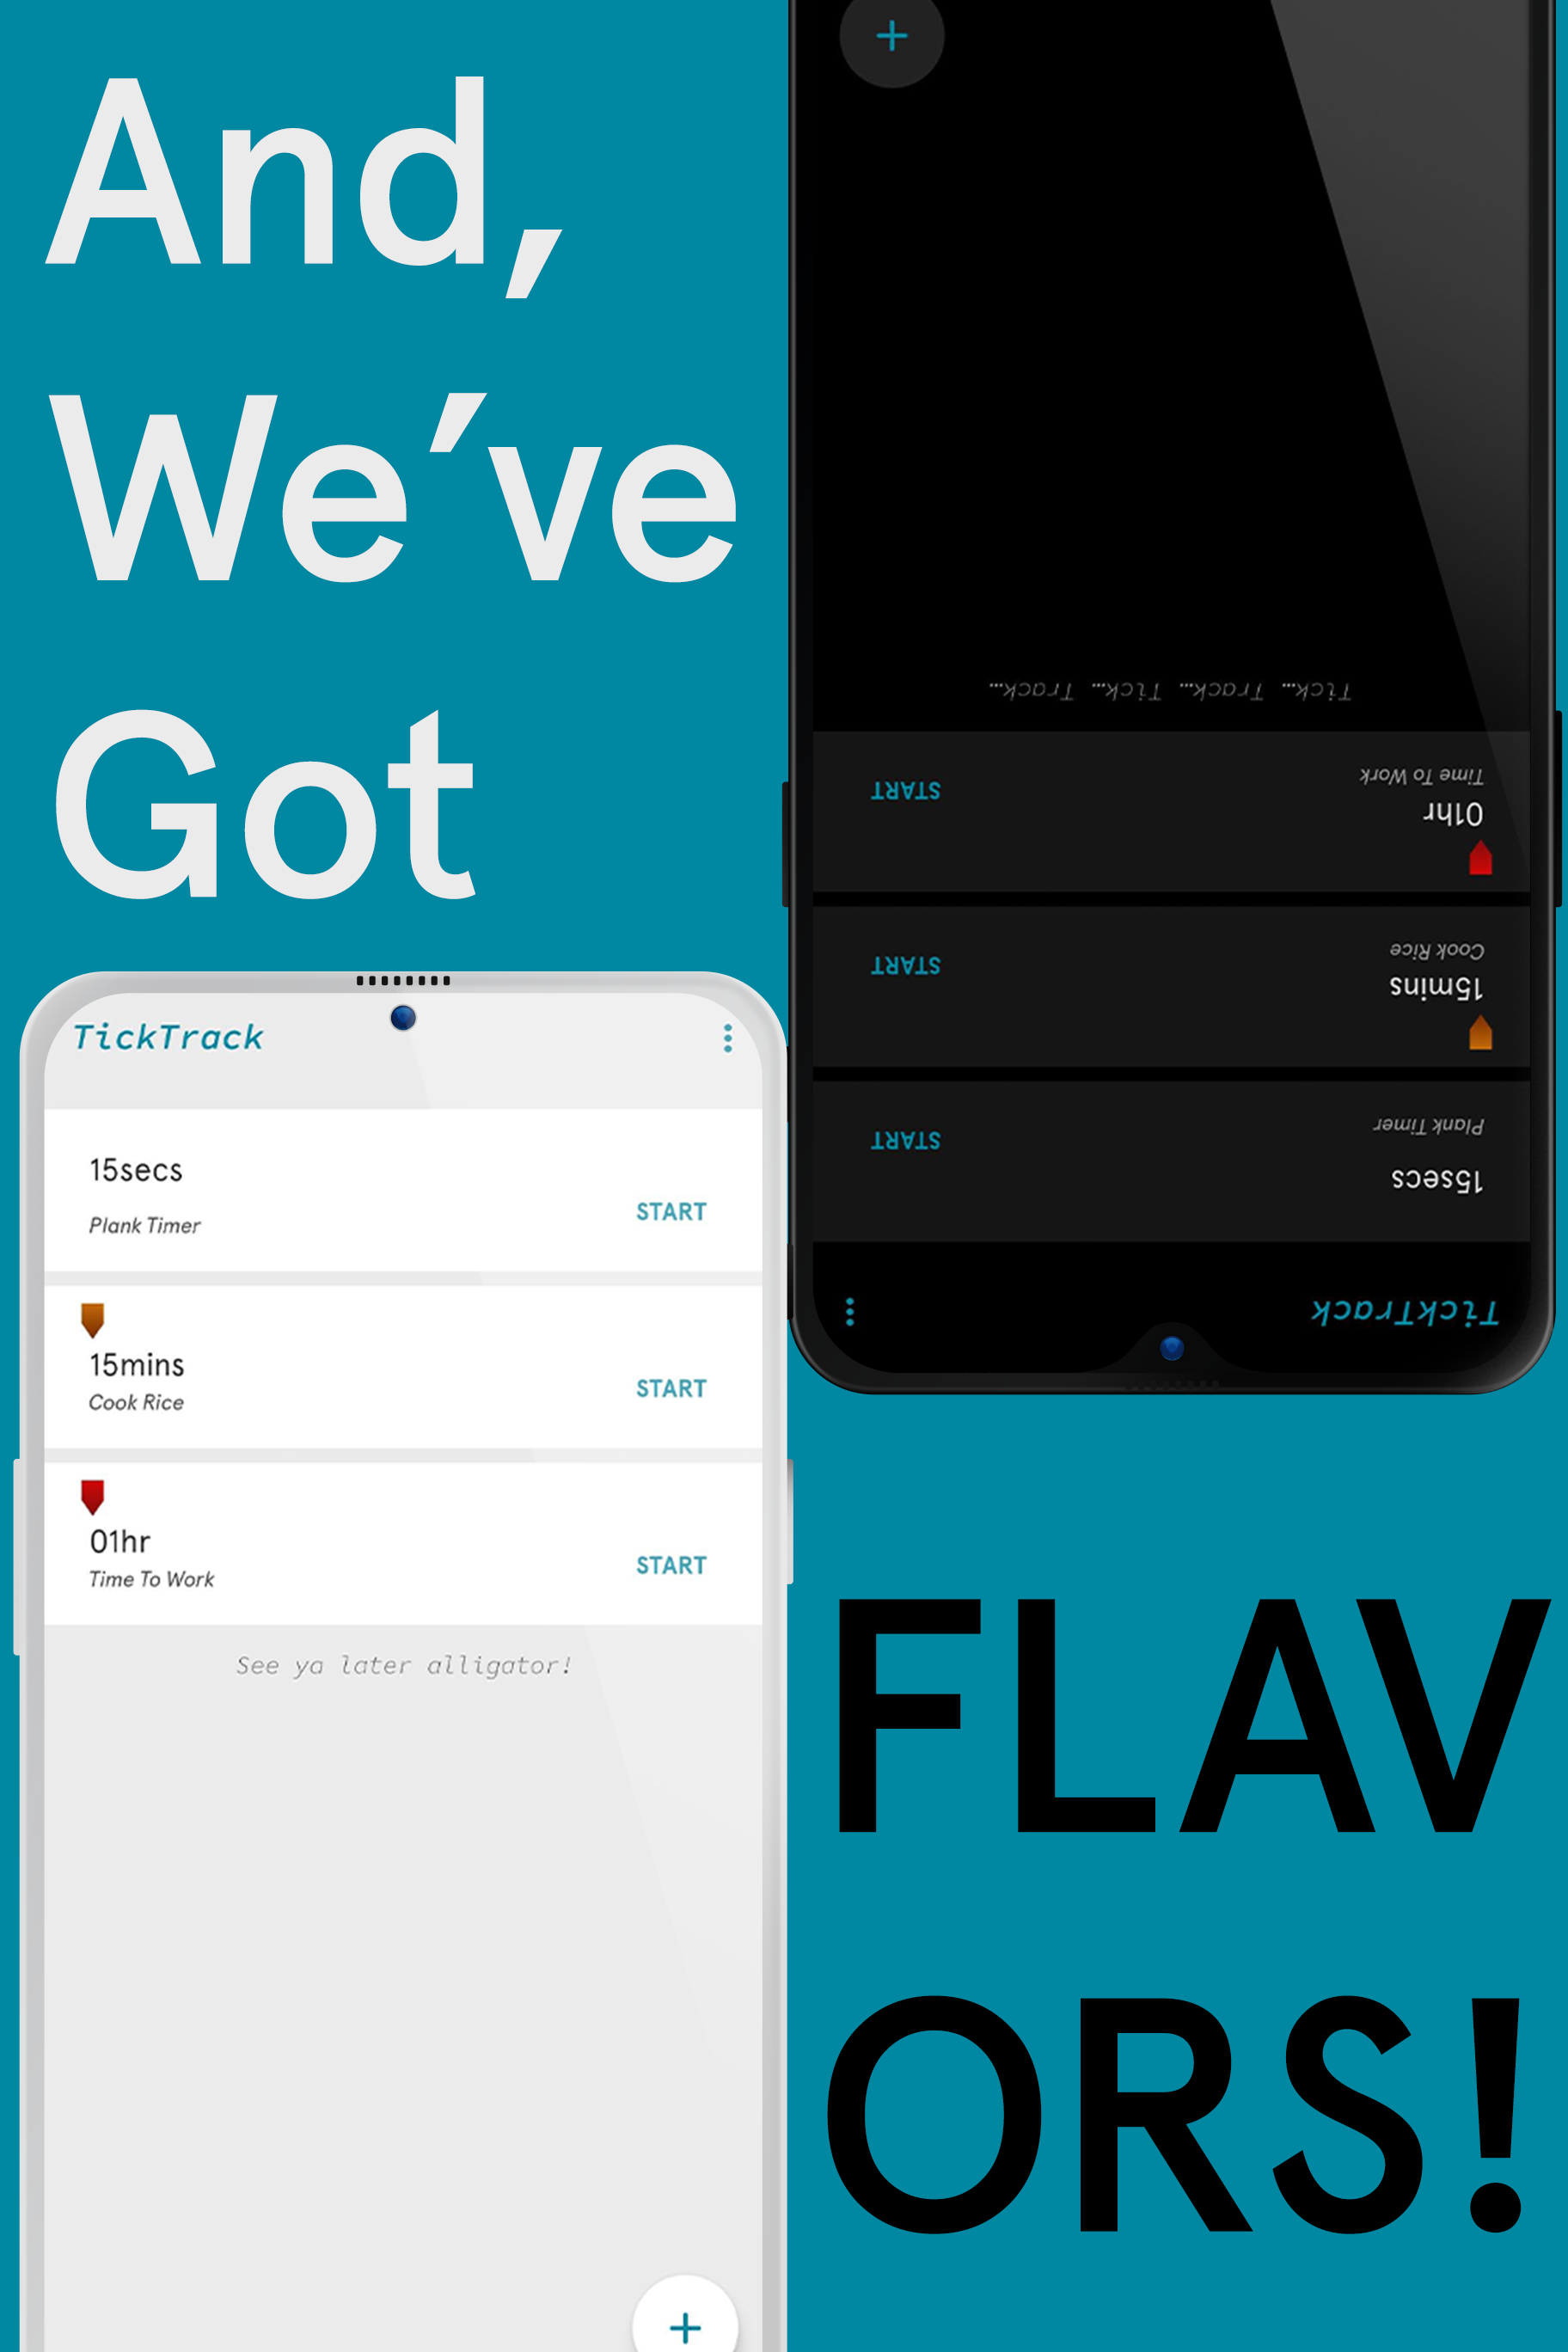 And,
We’ve
Got
TickTrack
15secs
Plank Timer
START
15mins
Cook Rice
START
01hr
Time To Work
START
See ya later alligator!
TickTrack
15secs
Plank Timer
START
15mins
Cook Rice
START
01hr
Time To Work
START
Tick... Track... Tick... Track...
FLAV
ORS!